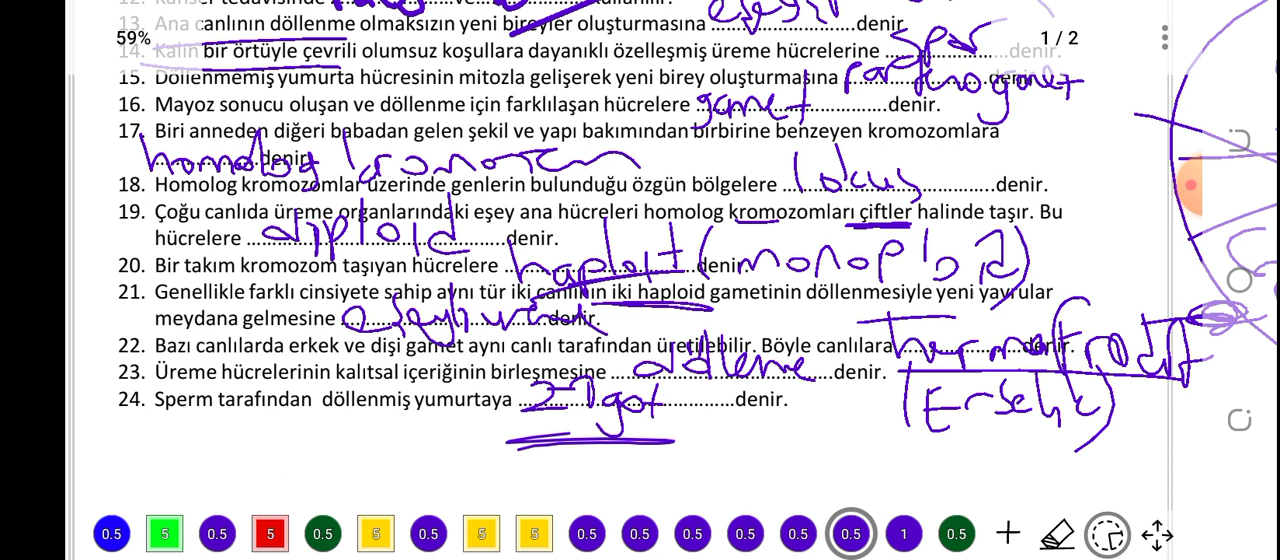 13. Ana canlının döllenme olmaksızın yeni bireyler oluşturmasına ........................denir.
59%
1 / 2
14. Kalın bir örtüyle çevrili olumsuz koşullara dayanıklı özelleşmiş üreme hücrelerine spor denir.
15. Döllenmemiş yumurta hücresinin mitozla gelişerek yeni birey oluşturmasına partenogenez denir.
16. Mayoz sonucu oluşan ve döllenme için farklılaşan hücrelere gamet denir.
17. Biri anneden diğeri babadan gelen şekil ve yapı bakımından birbirine benzeyen kromozomlara
homolog kromozom denir.
18. Homolog kromozomlar üzerinde genlerin bulunduğu özgün bölgelere lokus denir.
19. Çoğu canlıda üreme organlarındaki eşey ana hücreleri homolog kromozomları çiftler halinde taşır. Bu
hücrelere diploid denir.
20. Bir takım kromozom taşıyan hücrelere haploit (monoploid) denir.
21. Genellikle farklı cinsiyete sahip aynı tür iki canlının iki haploid gametinin döllenmesiyle yeni yavrular
meydana gelmesine denir.
22. Bazı canlılarda erkek ve dişi gamet aynı canlı tarafından üretilebilir. Böyle canlılara hermafrodit denir.
23. Üreme hücrelerinin kalıtsal içeriğinin birleşmesine dölleme denir.
(Erselik)
24. Sperm tarafından döllenmiş yumurtaya zigot denir.
0.5 5 0.5 5 0.5 5 0.5 5 5 0.5 0.5 0.5 0.5 0.5 0.5 1 0.5